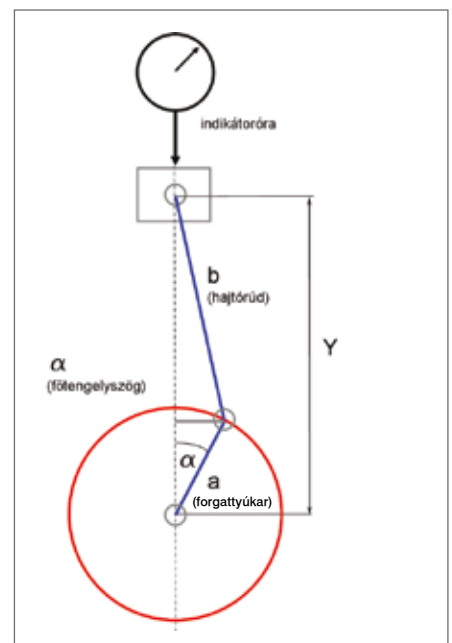 indikátoróra
b
(hajtórúd)
Y
α
(főtengelyszög)
α
a
(forgattyúkar)